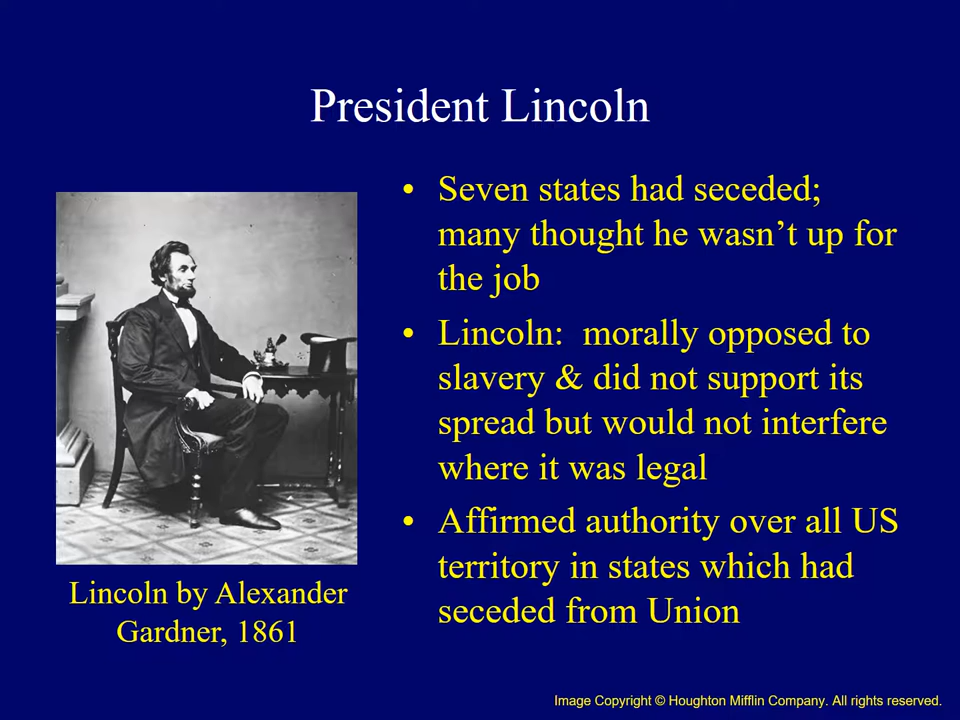 President Lincoln
• Seven states had seceded;
many thought he wasn’t up for
the job
• Lincoln:  morally opposed to
slavery & did not support its
spread but would not interfere
where it was legal
• Affirmed authority over all US
territory in states which had
seceded from Union
Lincoln by Alexander
Gardner, 1861
Image Copyright © Houghton Mifflin Company. All rights reserved.